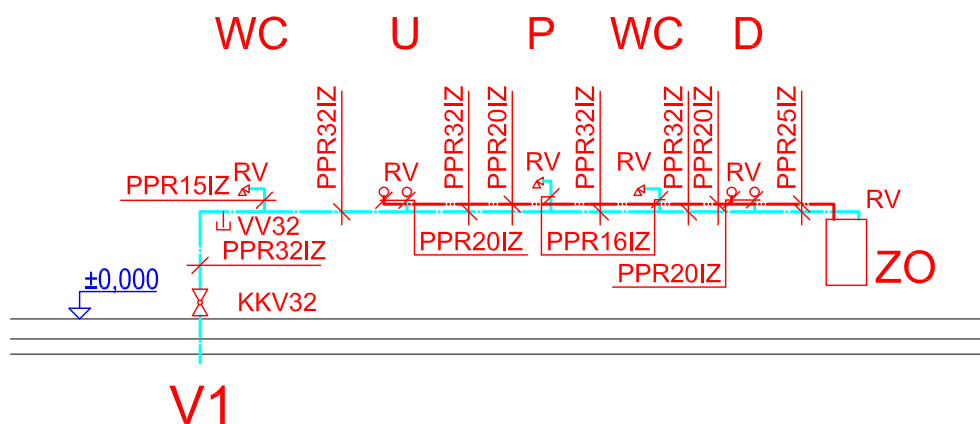 WC U P WC D
PPR32IZ PPR32IZ PPR20IZ PPR32IZ PPR32IZ PPR20IZ PPR25IZ
RV RV RV RV RV
PPR15IZ RV
VV32
PPR32IZ PPR20IZ PPR16IZ
PPR20IZ ZO
±0,000
KKV32
V1